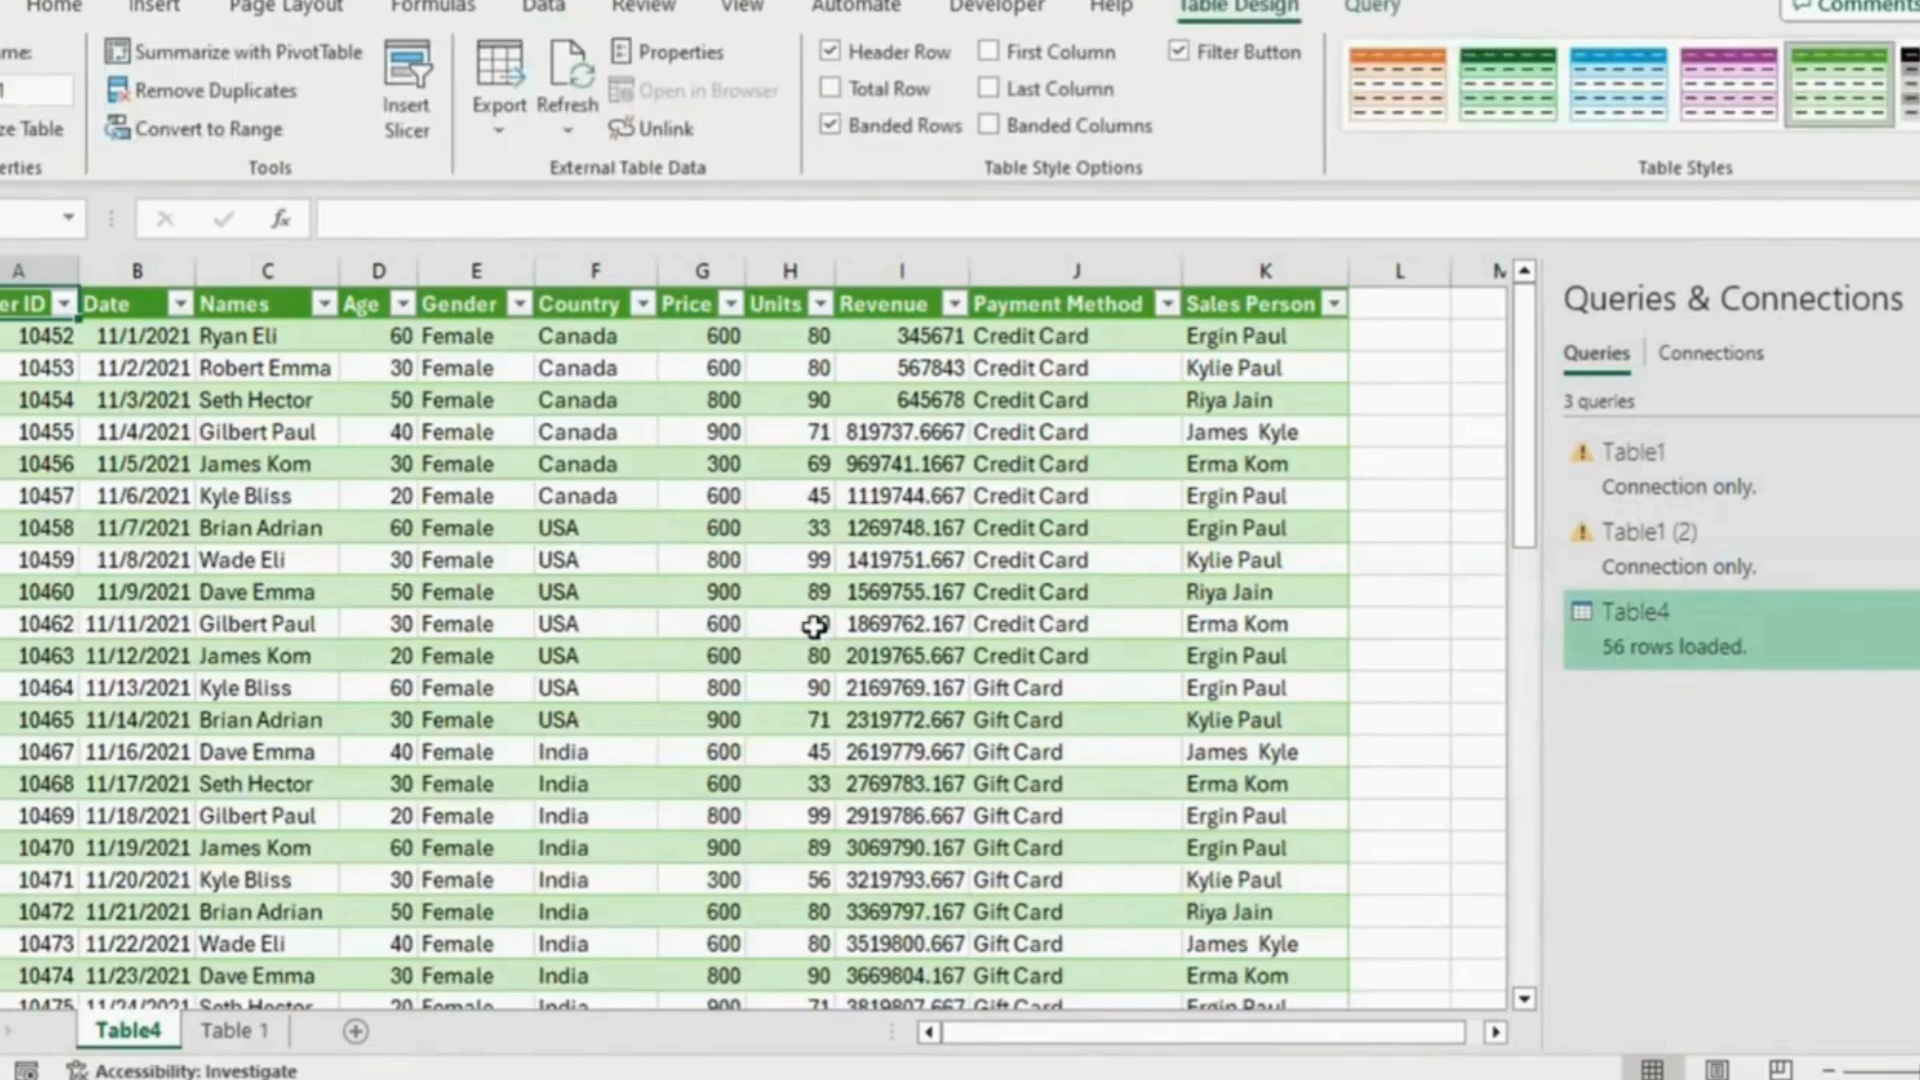 Home Insert Page Layout Formulas Data Review View Automate Developer Help Table Design Query Comments
me: Summarize with PivotTable Properties Header Row First Column Filter Button
1 Remove Duplicates Insert Slicer Export Refresh Open in Browser Total Row Last Column
ze Table Convert to Range Unlink Banded Rows Banded Columns
erties Tools External Table Data Table Style Options Table Styles
fx
A B C D E F G H I J K L M
er ID Date Names Age Gender Country Price Units Revenue Payment Method Sales Person
10452 11/1/2021 Ryan Eli 60 Female Canada 600 80 345671 Credit Card Ergin Paul
10453 11/2/2021 Robert Emma 30 Female Canada 600 80 567843 Credit Card Kylie Paul
10454 11/3/2021 Seth Hector 50 Female Canada 800 90 645678 Credit Card Riya Jain
10455 11/4/2021 Gilbert Paul 40 Female Canada 900 71 819737.6667 Credit Card James Kyle
10456 11/5/2021 James Kom 30 Female Canada 300 69 969741.1667 Credit Card Erma Kom
10457 11/6/2021 Kyle Bliss 20 Female Canada 600 45 1119744.667 Credit Card Ergin Paul
10458 11/7/2021 Brian Adrian 60 Female USA 600 33 1269748.167 Credit Card Ergin Paul
10459 11/8/2021 Wade Eli 30 Female USA 800 99 1419751.667 Credit Card Kylie Paul
10460 11/9/2021 Dave Emma 50 Female USA 900 89 1569755.167 Credit Card Riya Jain
10462 11/11/2021 Gilbert Paul 30 Female USA 600 1869762.167 Credit Card Erma Kom
10463 11/12/2021 James Kom 20 Female USA 600 80 2019765.667 Credit Card Ergin Paul
10464 11/13/2021 Kyle Bliss 60 Female USA 800 90 2169769.167 Gift Card Ergin Paul
10465 11/14/2021 Brian Adrian 30 Female USA 900 71 2319772.667 Gift Card Kylie Paul
10467 11/16/2021 Dave Emma 40 Female India 600 45 2619779.667 Gift Card James Kyle
10468 11/17/2021 Seth Hector 30 Female India 600 33 2769783.167 Gift Card Erma Kom
10469 11/18/2021 Gilbert Paul 20 Female India 800 99 2919786.667 Gift Card Ergin Paul
10470 11/19/2021 James Kom 60 Female India 900 89 3069790.167 Gift Card Ergin Paul
10471 11/20/2021 Kyle Bliss 30 Female India 300 56 3219793.667 Gift Card Kylie Paul
10472 11/21/2021 Brian Adrian 50 Female India 600 80 3369797.167 Gift Card Riya Jain
10473 11/22/2021 Wade Eli 40 Female India 600 80 3519800.667 Gift Card James Kyle
10474 11/23/2021 Dave Emma 30 Female India 800 90 3669804.167 Gift Card Erma Kom
10475 11/24/2021 Seth Hector 20 Female India 900 71 3819807.667 Gift Card Ergin Paul
Queries & Connections
Queries Connections
3 queries
Table1
Connection only.
Table1 (2)
Connection only.
Table4
56 rows loaded.
Table4 Table 1
Accessibility: Investigate